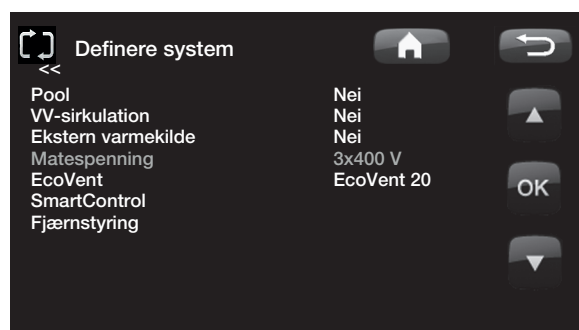 Definere system
<<
Pool Nei
VV-sirkulation Nei
Ekstern varmekilde Nei
Matespenning 3x400 V
EcoVent EcoVent 20
SmartControl
Fjærnstyring
OK